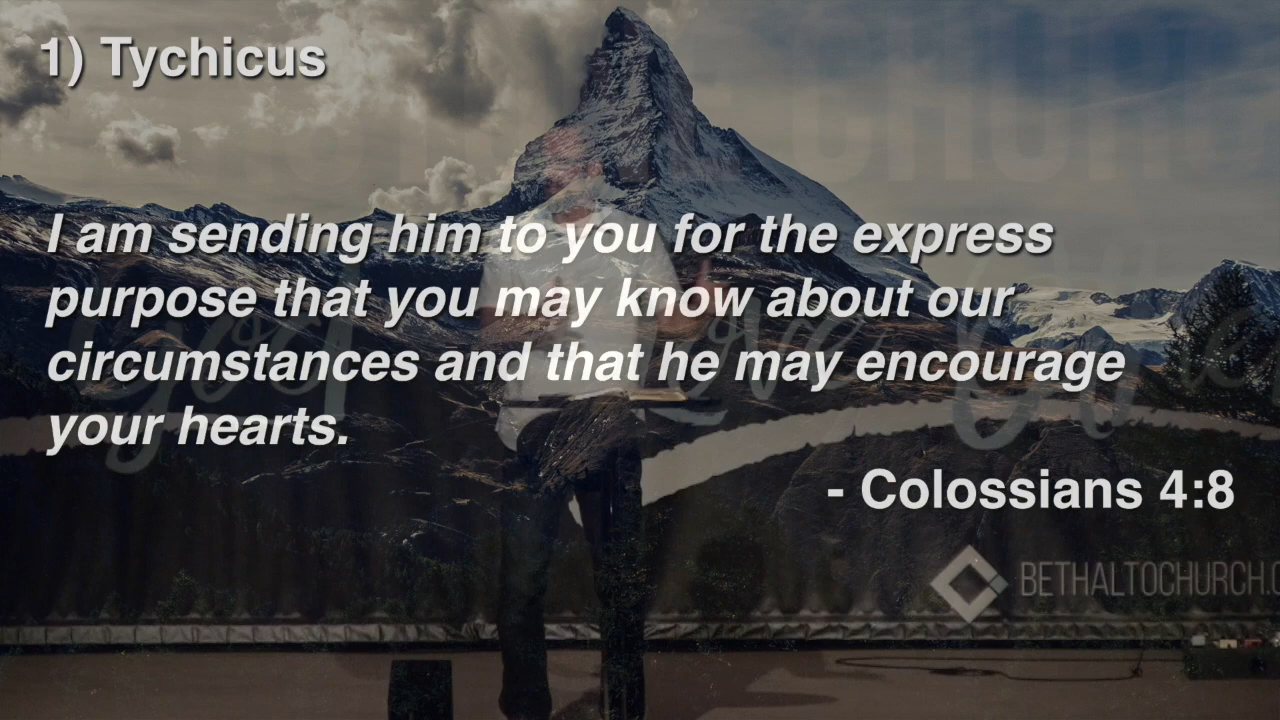 1) Tychicus
I am sending him to you for the express
purpose that you may know about our
circumstances and that he may encourage
your hearts.
- Colossians 4:8
BETHALTOCHURCH.C